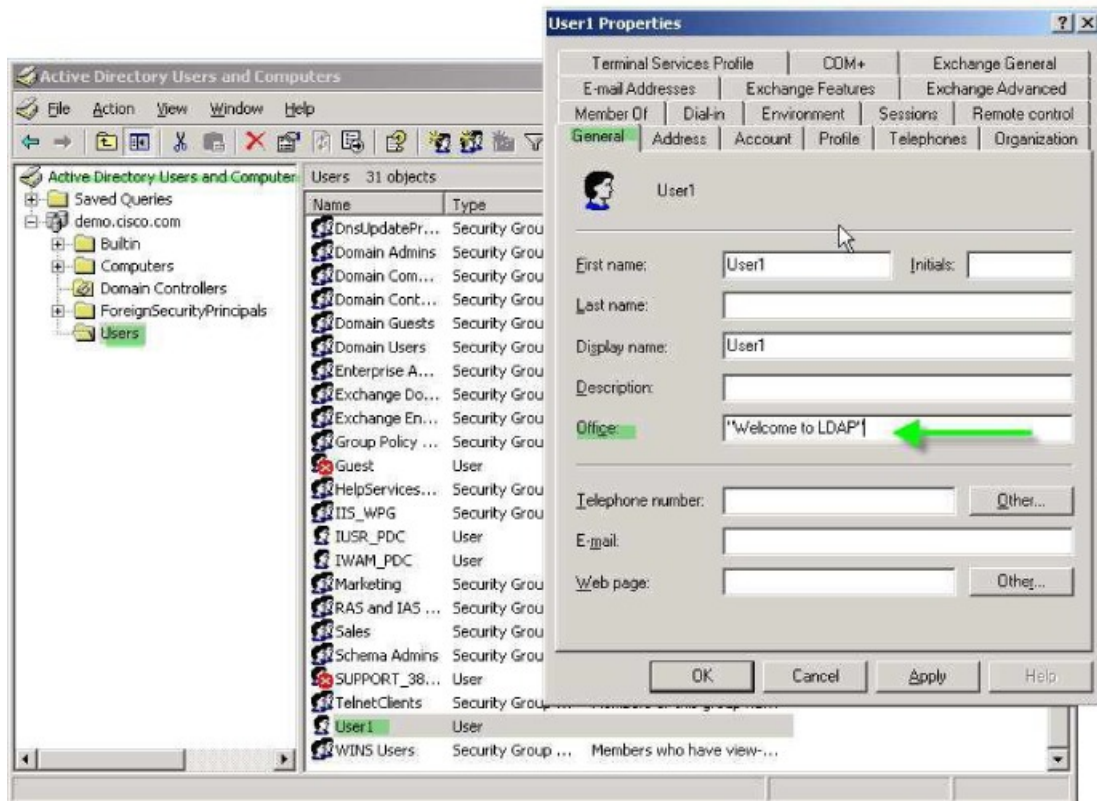 Active Directory Users and Computers
File Action View Window Help
Active Directory Users and Computer
Saved Queries
demo.cisco.com
Builtin
Computers
Domain Controllers
ForeignSecurityPrincipals
Users
Users 31 objects
Name Type
DnsUpdatePr... Security Grou
Domain Admins Security Grou
Domain Com... Security Grou
Domain Cont... Security Grou
Domain Guests Security Grou
Domain Users Security Grou
Enterprise A... Security Grou
Exchange Do... Security Grou
Exchange En... Security Grou
Group Policy ... Security Grou
Guest User
HelpServices... Security Grou
IIS_WPG Security Grou
IUSR_PDC User
IWAM_PDC User
Marketing Security Grou
RAS and IAS ... Security Grou
Sales Security Grou
Schema Admins Security Grou
SUPPORT_38... User
TelnetClients Security Group ... Members of this group ha...
User1 User
WINS Users Security Group ... Members who have view-...
User1 Properties
Terminal Services Profile COM+ Exchange General
E-mail Addresses Exchange Features Exchange Advanced
Member Of Dial-in Environment Sessions Remote control
General Address Account Profile Telephones Organization
User1
First name: User1 Initials:
Last name:
Display name: User1
Description:
Office: "Welcome to LDAP"
Telephone number: Other...
E-mail:
Web page: Other...
OK Cancel Apply Help